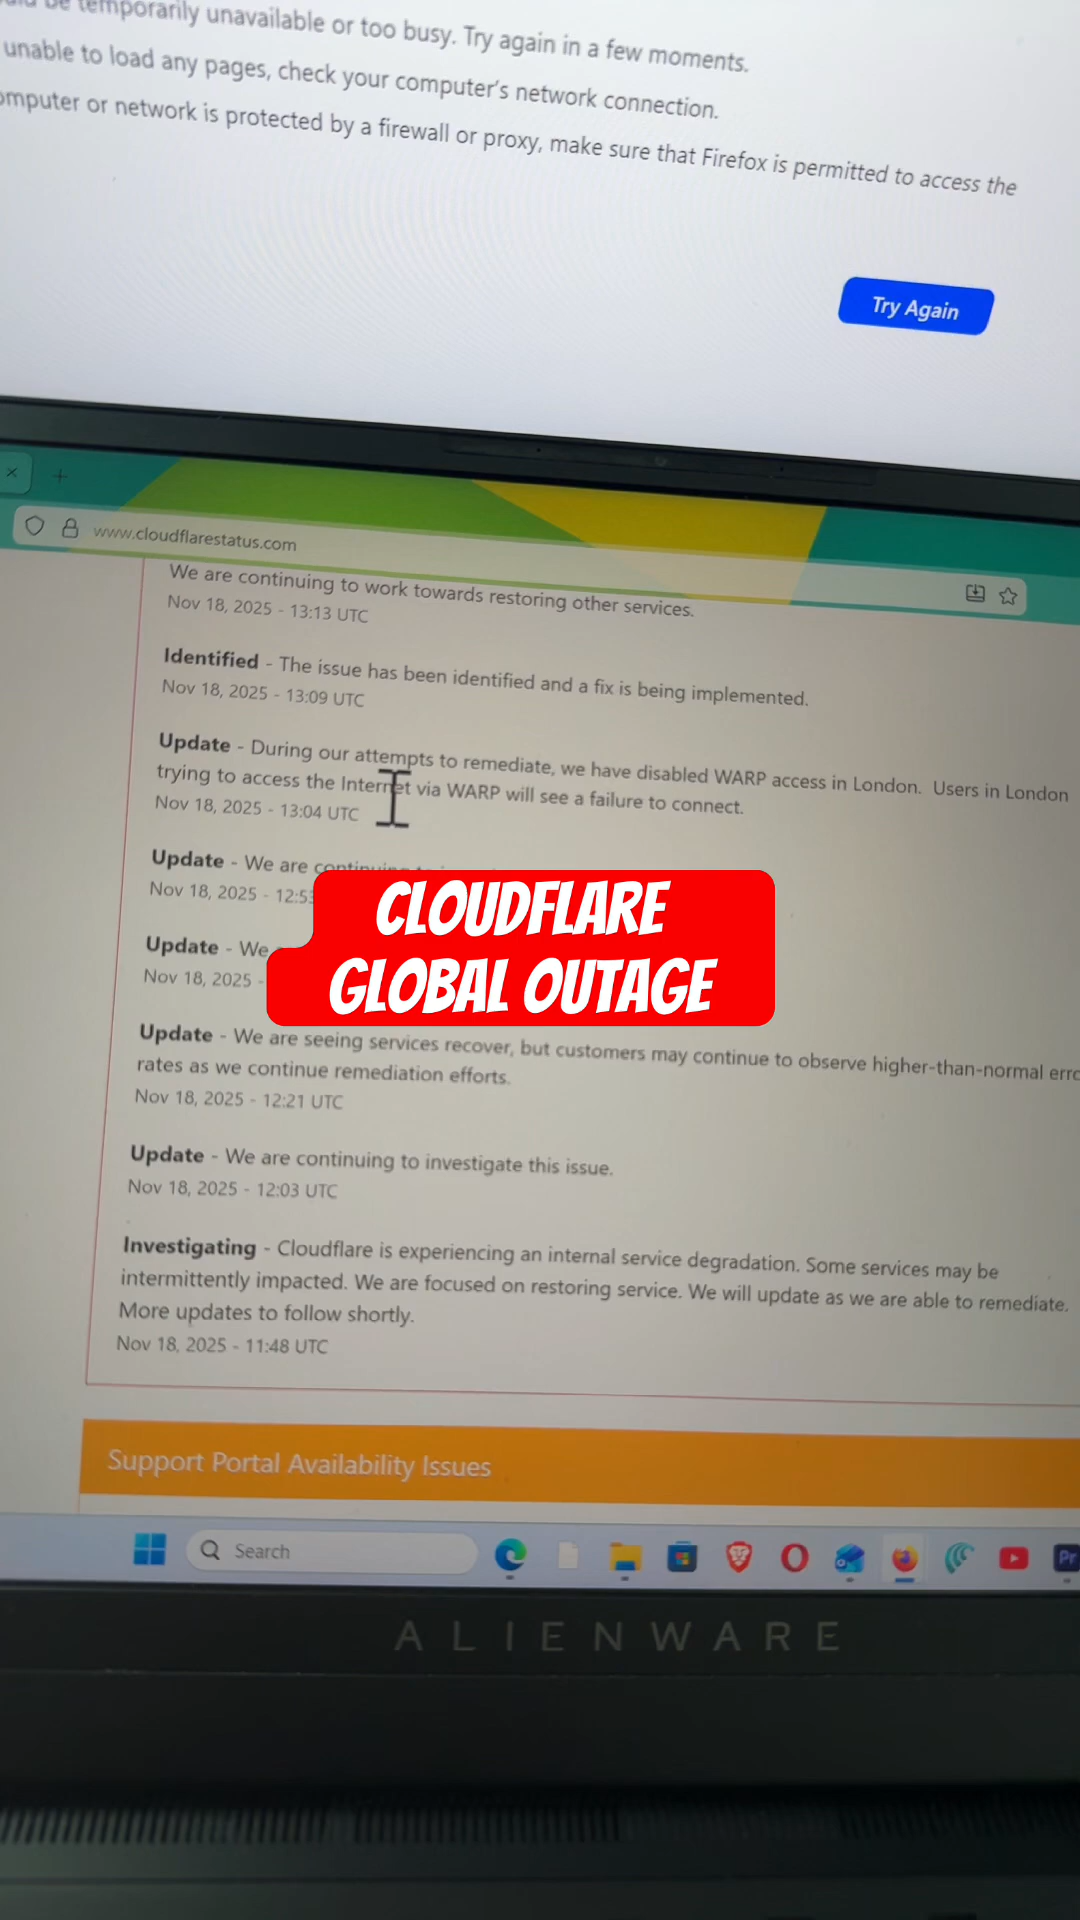 be temporarily unavailable or too busy. Try again in a few moments.
unable to load any pages, check your computer's network connection.
omputer or network is protected by a firewall or proxy, make sure that Firefox is permitted to access the
Try Again
www.cloudflarestatus.com
We are continuing to work towards restoring other services.
Nov 18, 2025 - 13:13 UTC
Identified - The issue has been identified and a fix is being implemented.
Nov 18, 2025 - 13:09 UTC
Update - During our attempts to remediate, we have disabled WARP access in London. Users in London
trying to access the Internet via WARP will see a failure to connect.
Nov 18, 2025 - 13:04 UTC
Update - We are continuing
Nov 18, 2025 - 12:53
CLOUDFLARE
GLOBAL OUTAGE
Update - We
Nov 18, 2025 -
Update - We are seeing services recover, but customers may continue to observe higher-than-normal erro
rates as we continue remediation efforts.
Nov 18, 2025 - 12:21 UTC
Update - We are continuing to investigate this issue.
Nov 18, 2025 - 12:03 UTC
Investigating - Cloudflare is experiencing an internal service degradation. Some services may be
intermittently impacted. We are focused on restoring service. We will update as we are able to remediate.
More updates to follow shortly.
Nov 18, 2025 - 11:48 UTC
Support Portal Availability Issues
Search
Pr
ALIENWARE